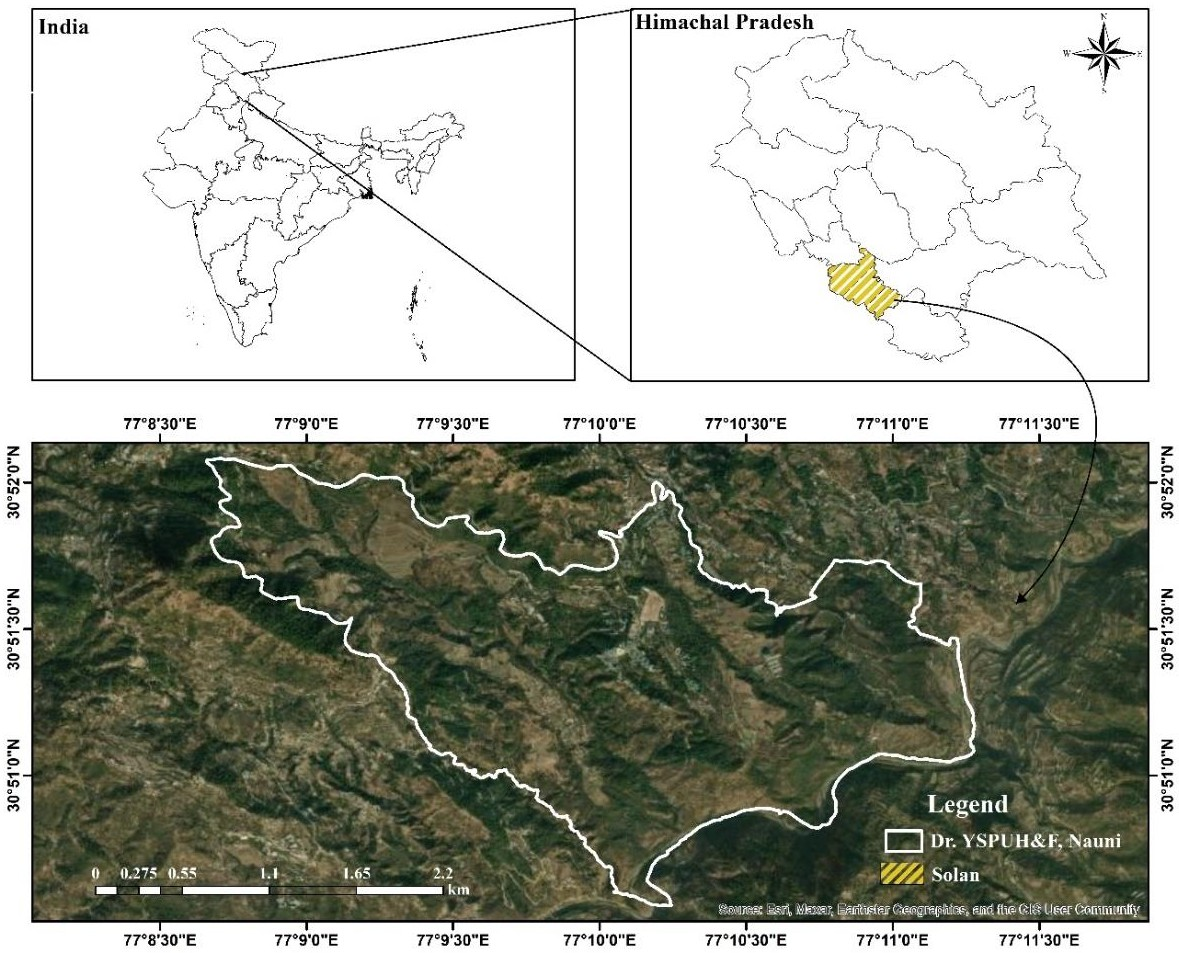 India
Himachal Pradesh
N
W E
S
77°8'30"E 77°9'0"E 77°9'30"E 77°10'0"E 77°10'30"E 77°11'0"E 77°11'30"E
30°52'0"N
30°52'0"N
30°51'30"N
30°51'30"N
30°51'0"N
30°51'0"N
Legend
Dr. YSPUH&F, Nauni
Solan
0 0.275 0.55 1.1 1.65 2.2
km
Source: Esri, Maxar, Earthstar Geographics, and the GIS User Community
77°8'30"E 77°9'0"E 77°9'30"E 77°10'0"E 77°10'30"E 77°11'0"E 77°11'30"E